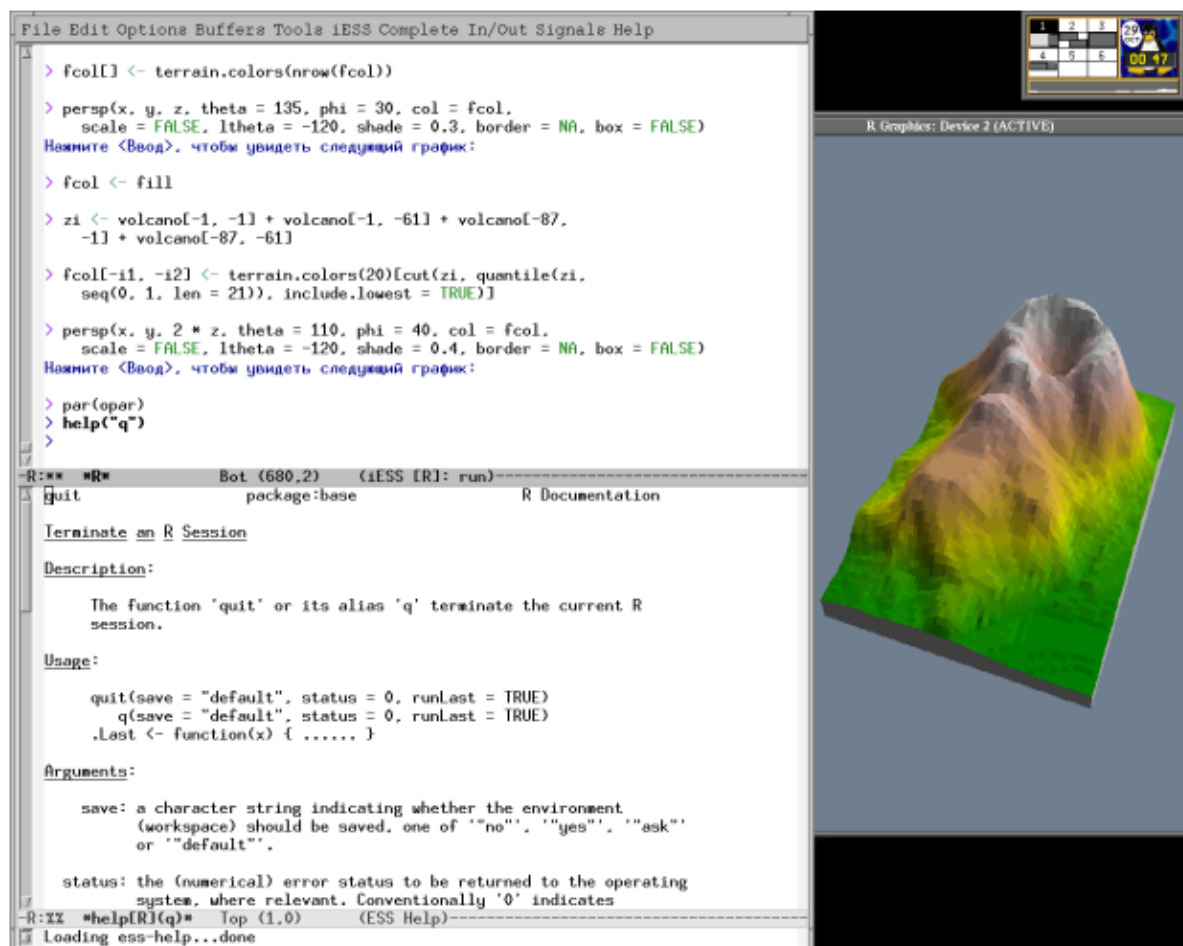 File Edit Options Buffers Tools iESS Complete In/Out Signals Help
> fcol[] <- terrain.colors(nrow(fcol))
> persp(x, y, z, theta = 135, phi = 30, col = fcol,
scale = FALSE, ltheta = -120, shade = 0.3, border = NA, box = FALSE)
Нажмите <Ввод>, чтобы увидеть следующий график:
> fcol <- fill
> zi <- volcano[-1, -1] + volcano[-1, -61] + volcano[-87,
-1] + volcano[-87, -61]
> fcol[-i1, -i2] <- terrain.colors(20)[cut(zi, quantile(zi,
seq(0, 1, len = 21)), include.lowest = TRUE)]
> persp(x, y, 2 * z, theta = 110, phi = 40, col = fcol,
scale = FALSE, ltheta = -120, shade = 0.4, border = NA, box = FALSE)
Нажмите <Ввод>, чтобы увидеть следующий график:
> par(opar)
> help("q")
>
-R:** *R* Bot (680,2) (iESS [R]: run)----------------------------------
quit package:base R Documentation
Terminate an R Session
Description:
The function 'quit' or its alias 'q' terminate the current R
session.
Usage:
quit(save = "default", status = 0, runLast = TRUE)
q(save = "default", status = 0, runLast = TRUE)
.Last <- function(x) { ...... }
Arguments:
save: a character string indicating whether the environment
(workspace) should be saved, one of '"no"', '"yes"', '"ask"'
or '"default"'.
status: the (numerical) error status to be returned to the operating
system, where relevant. Conventionally '0' indicates
-R:%% *help[R](q)* Top (1,0) (ESS Help)---------------------------------------
Loading ess-help...done
1 2 3
4 5 6
29
OCT
00 47
R Graphics: Device 2 (ACTIVE)